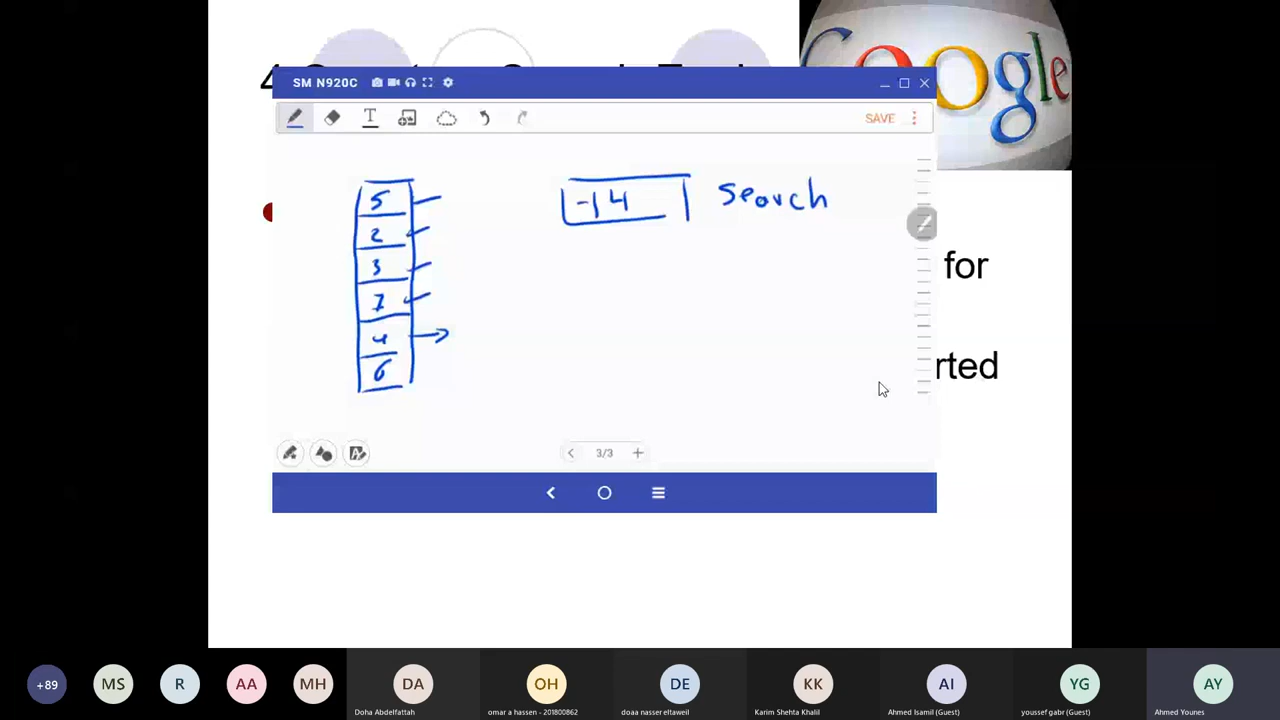 Google
SM N920C
T
SAVE
5
2
3
7
4
6
-14
Search
for
rted
3/3
+89
MS
R
AA
MH
DA
OH
DE
KK
AI
YG
AY
Doha Abdelfattah
omar a hassen - 201800862
doaa nasser eltaweil
Karim Shehta Khalil
Ahmed Isamil (Guest)
youssef gabr (Guest)
Ahmed Younes